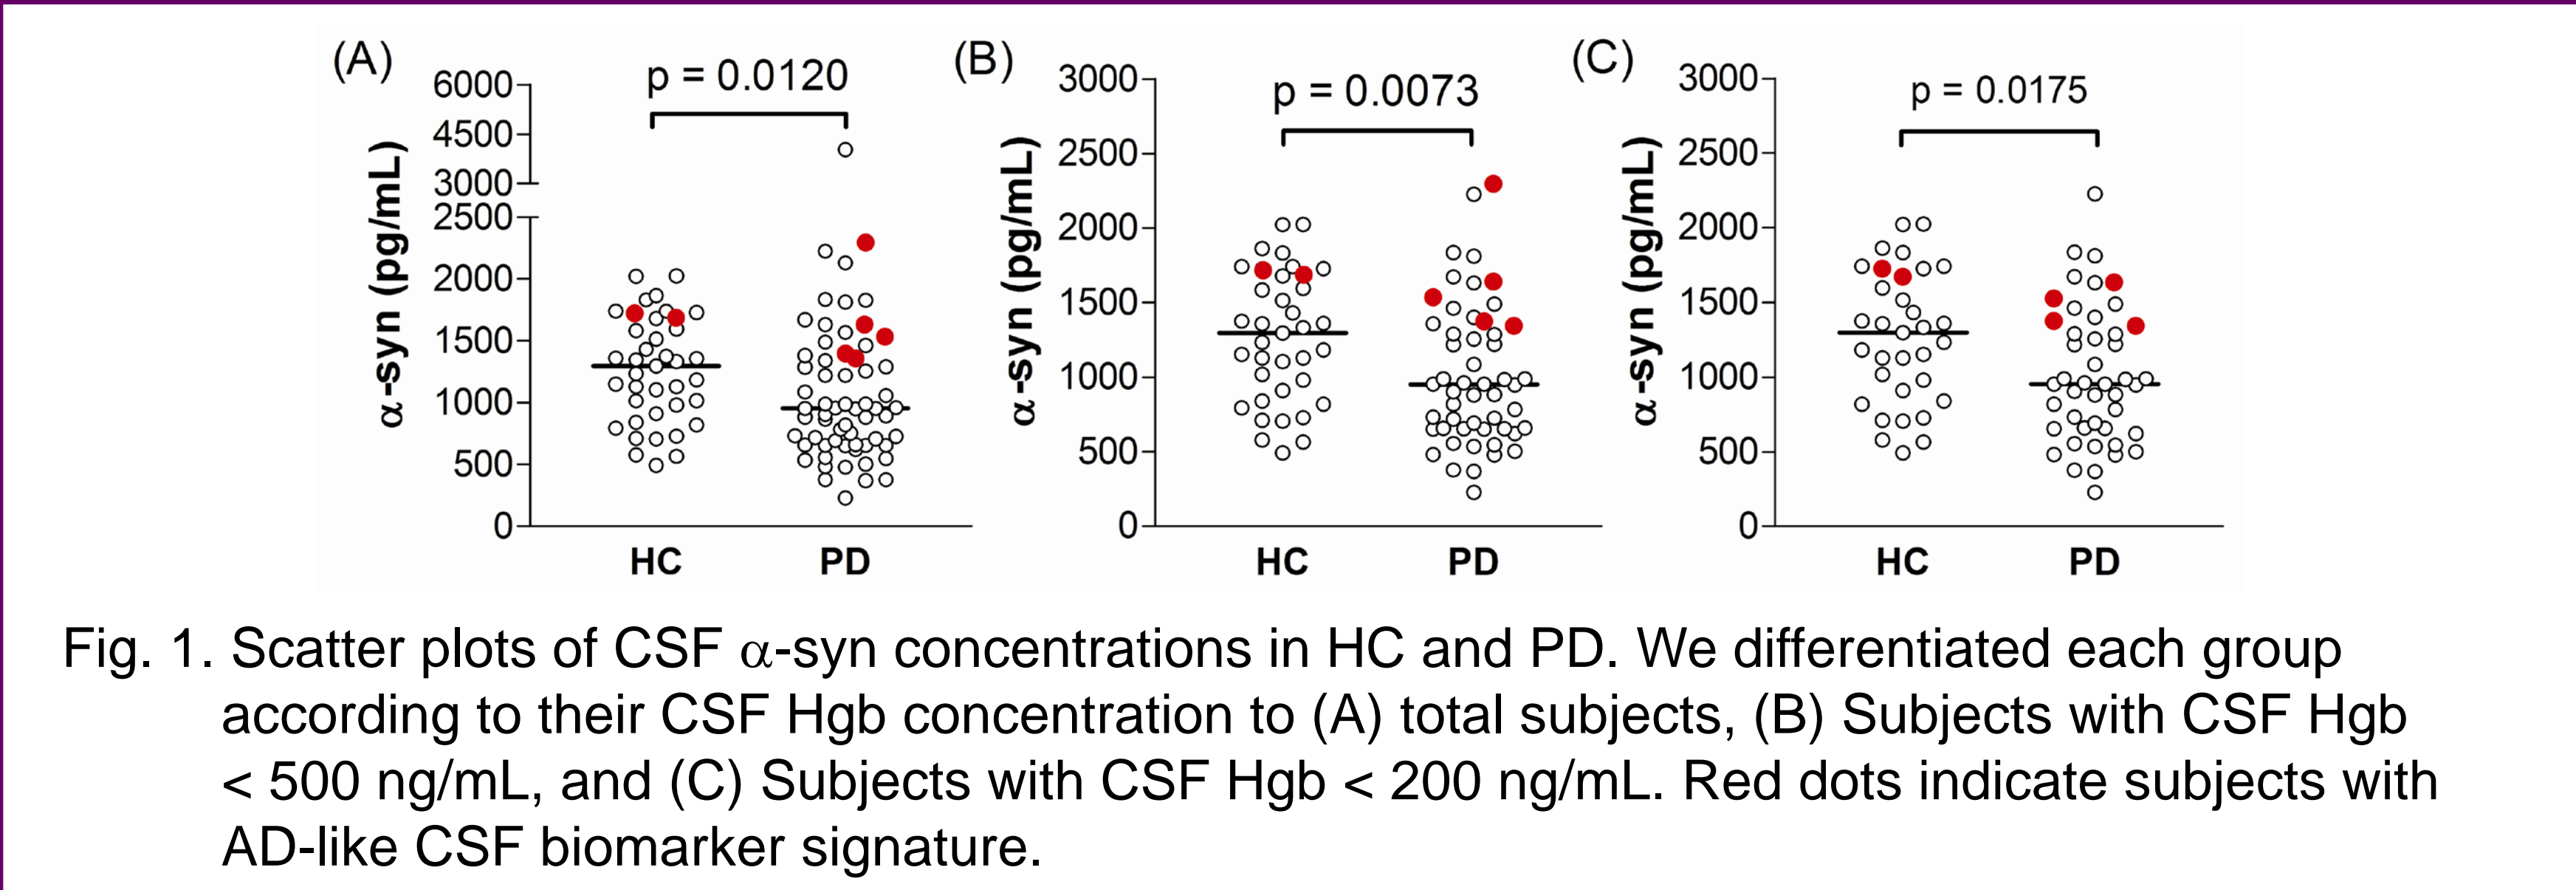 (A)
p = 0.0120
6000
4500
3000
2500
2000
1500
1000
500
0
α-syn (pg/mL)
HC PD
(B)
p = 0.0073
3000
2500
2000
1500
1000
500
0
α-syn (pg/mL)
HC PD
(C)
p = 0.0175
3000
2500
2000
1500
1000
500
0
α-syn (pg/mL)
HC PD
Fig. 1. Scatter plots of CSF α-syn concentrations in HC and PD. We differentiated each group
according to their CSF Hgb concentration to (A) total subjects, (B) Subjects with CSF Hgb
< 500 ng/mL, and (C) Subjects with CSF Hgb < 200 ng/mL. Red dots indicate subjects with
AD-like CSF biomarker signature.